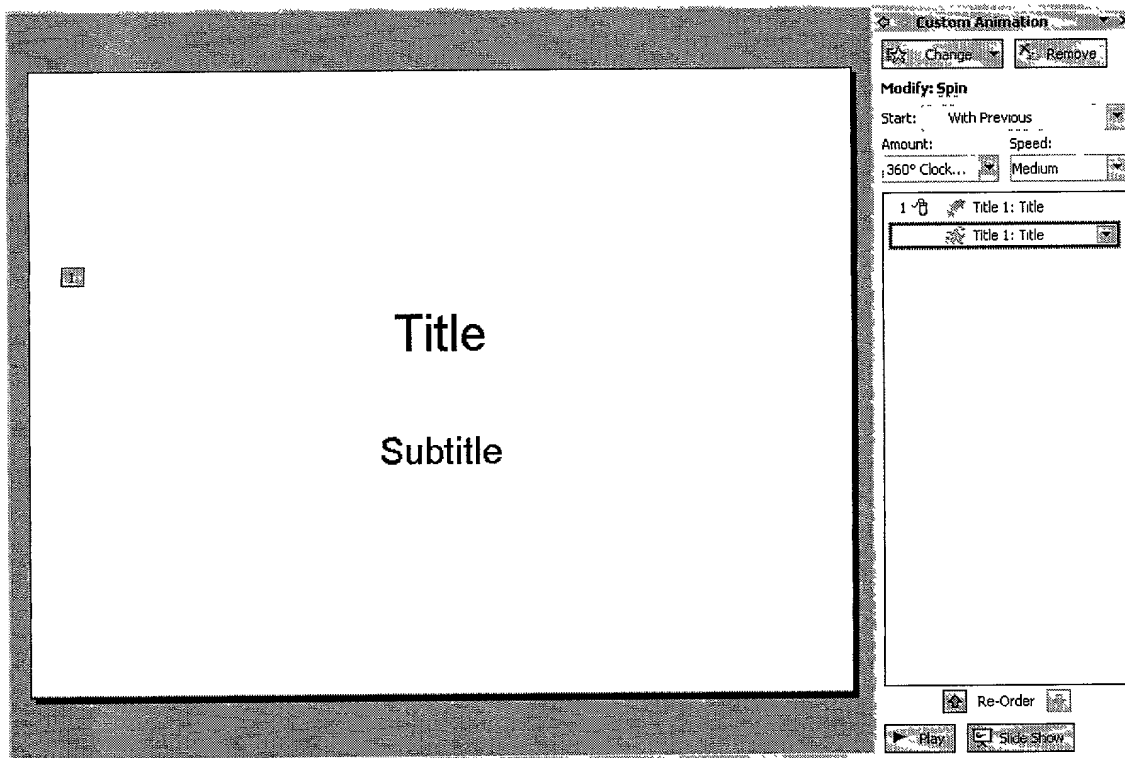 Custom Animation
Change
Remove
Modify: Spin
Start: With Previous
Amount: Speed:
360° Clock... Medium
1 Title 1: Title
Title 1: Title
1
Title
Subtitle
Re-Order
Play
Slide Show